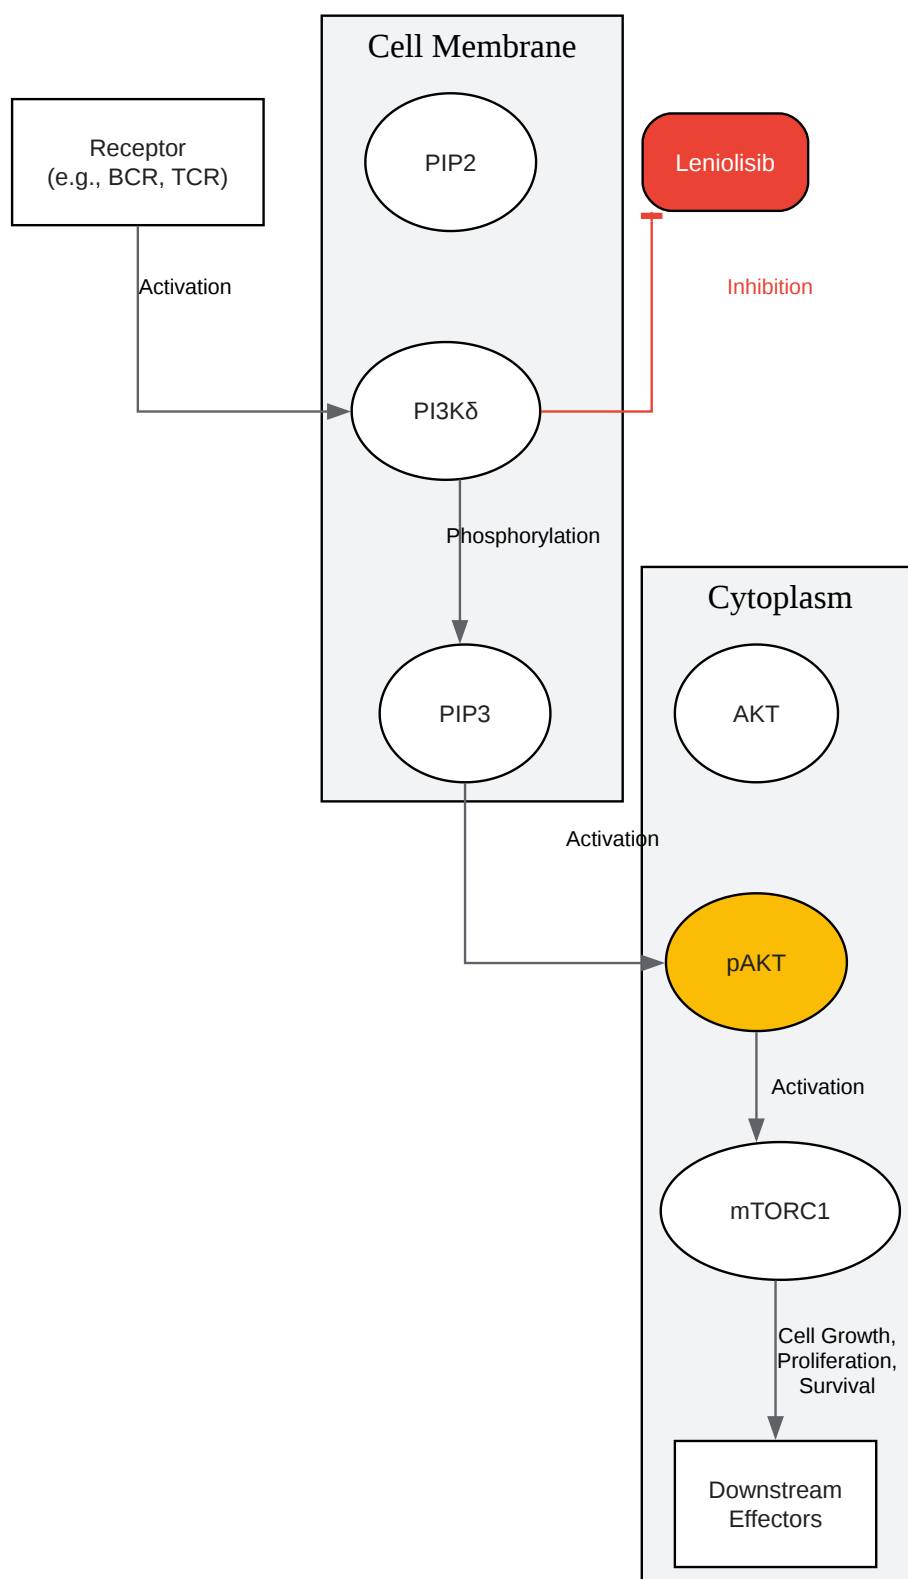 Cell Membrane
Receptor
(e.g., BCR, TCR)
PIP2
Leniolisib
Activation
Inhibition
PI3Kδ
Phosphorylation
Cytoplasm
PIP3
AKT
Activation
pAKT
Activation
mTORC1
Cell Growth,
Proliferation,
Survival
Downstream
Effectors